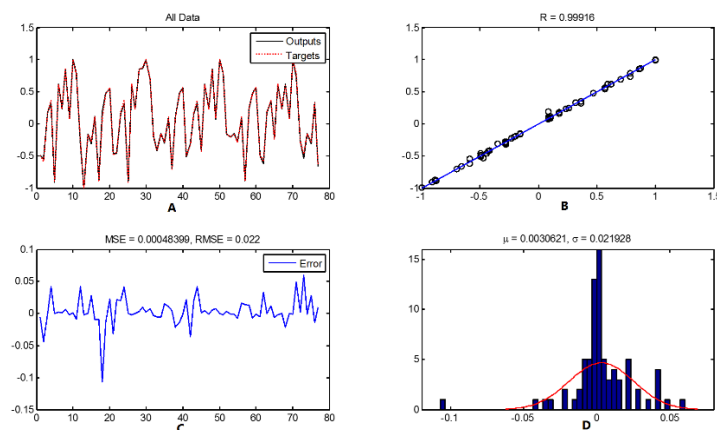 All Data
1.5
1
0.5
0
-0.5
-1
0 10 20 30 40 50 60 70 80
Outputs
Targets
A
R = 0.99916
1.5
1
0.5
0
-0.5
-1
-1 -0.5 0 0.5 1 1.5
B
MSE = 0.00048399, RMSE = 0.022
0.1
0.05
0
-0.05
-0.1
-0.15
0 10 20 30 40 50 60 70 80
Error
C
μ = 0.0030621, σ = 0.021928
15
10
5
0
-0.1 -0.05 0 0.05
D